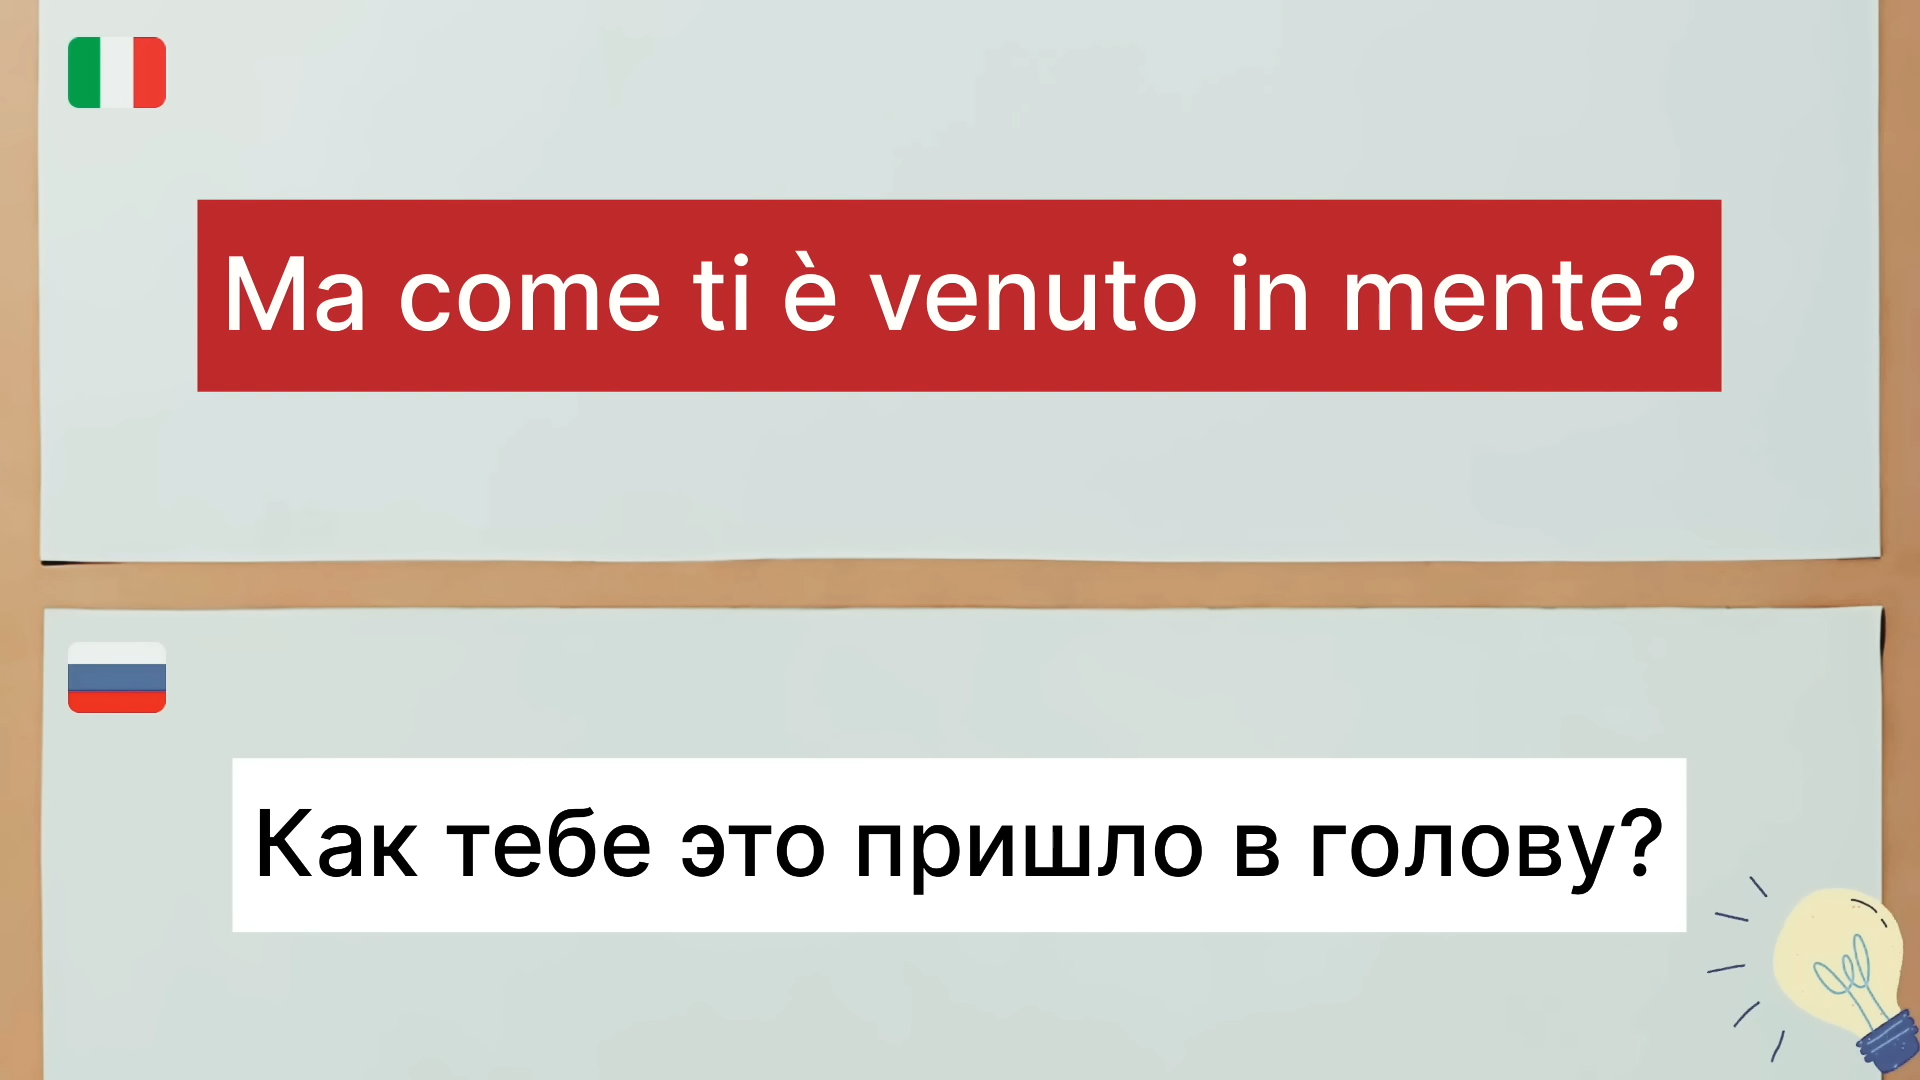 Ma come ti è venuto in mente?
Как тебе это пришло в голову?